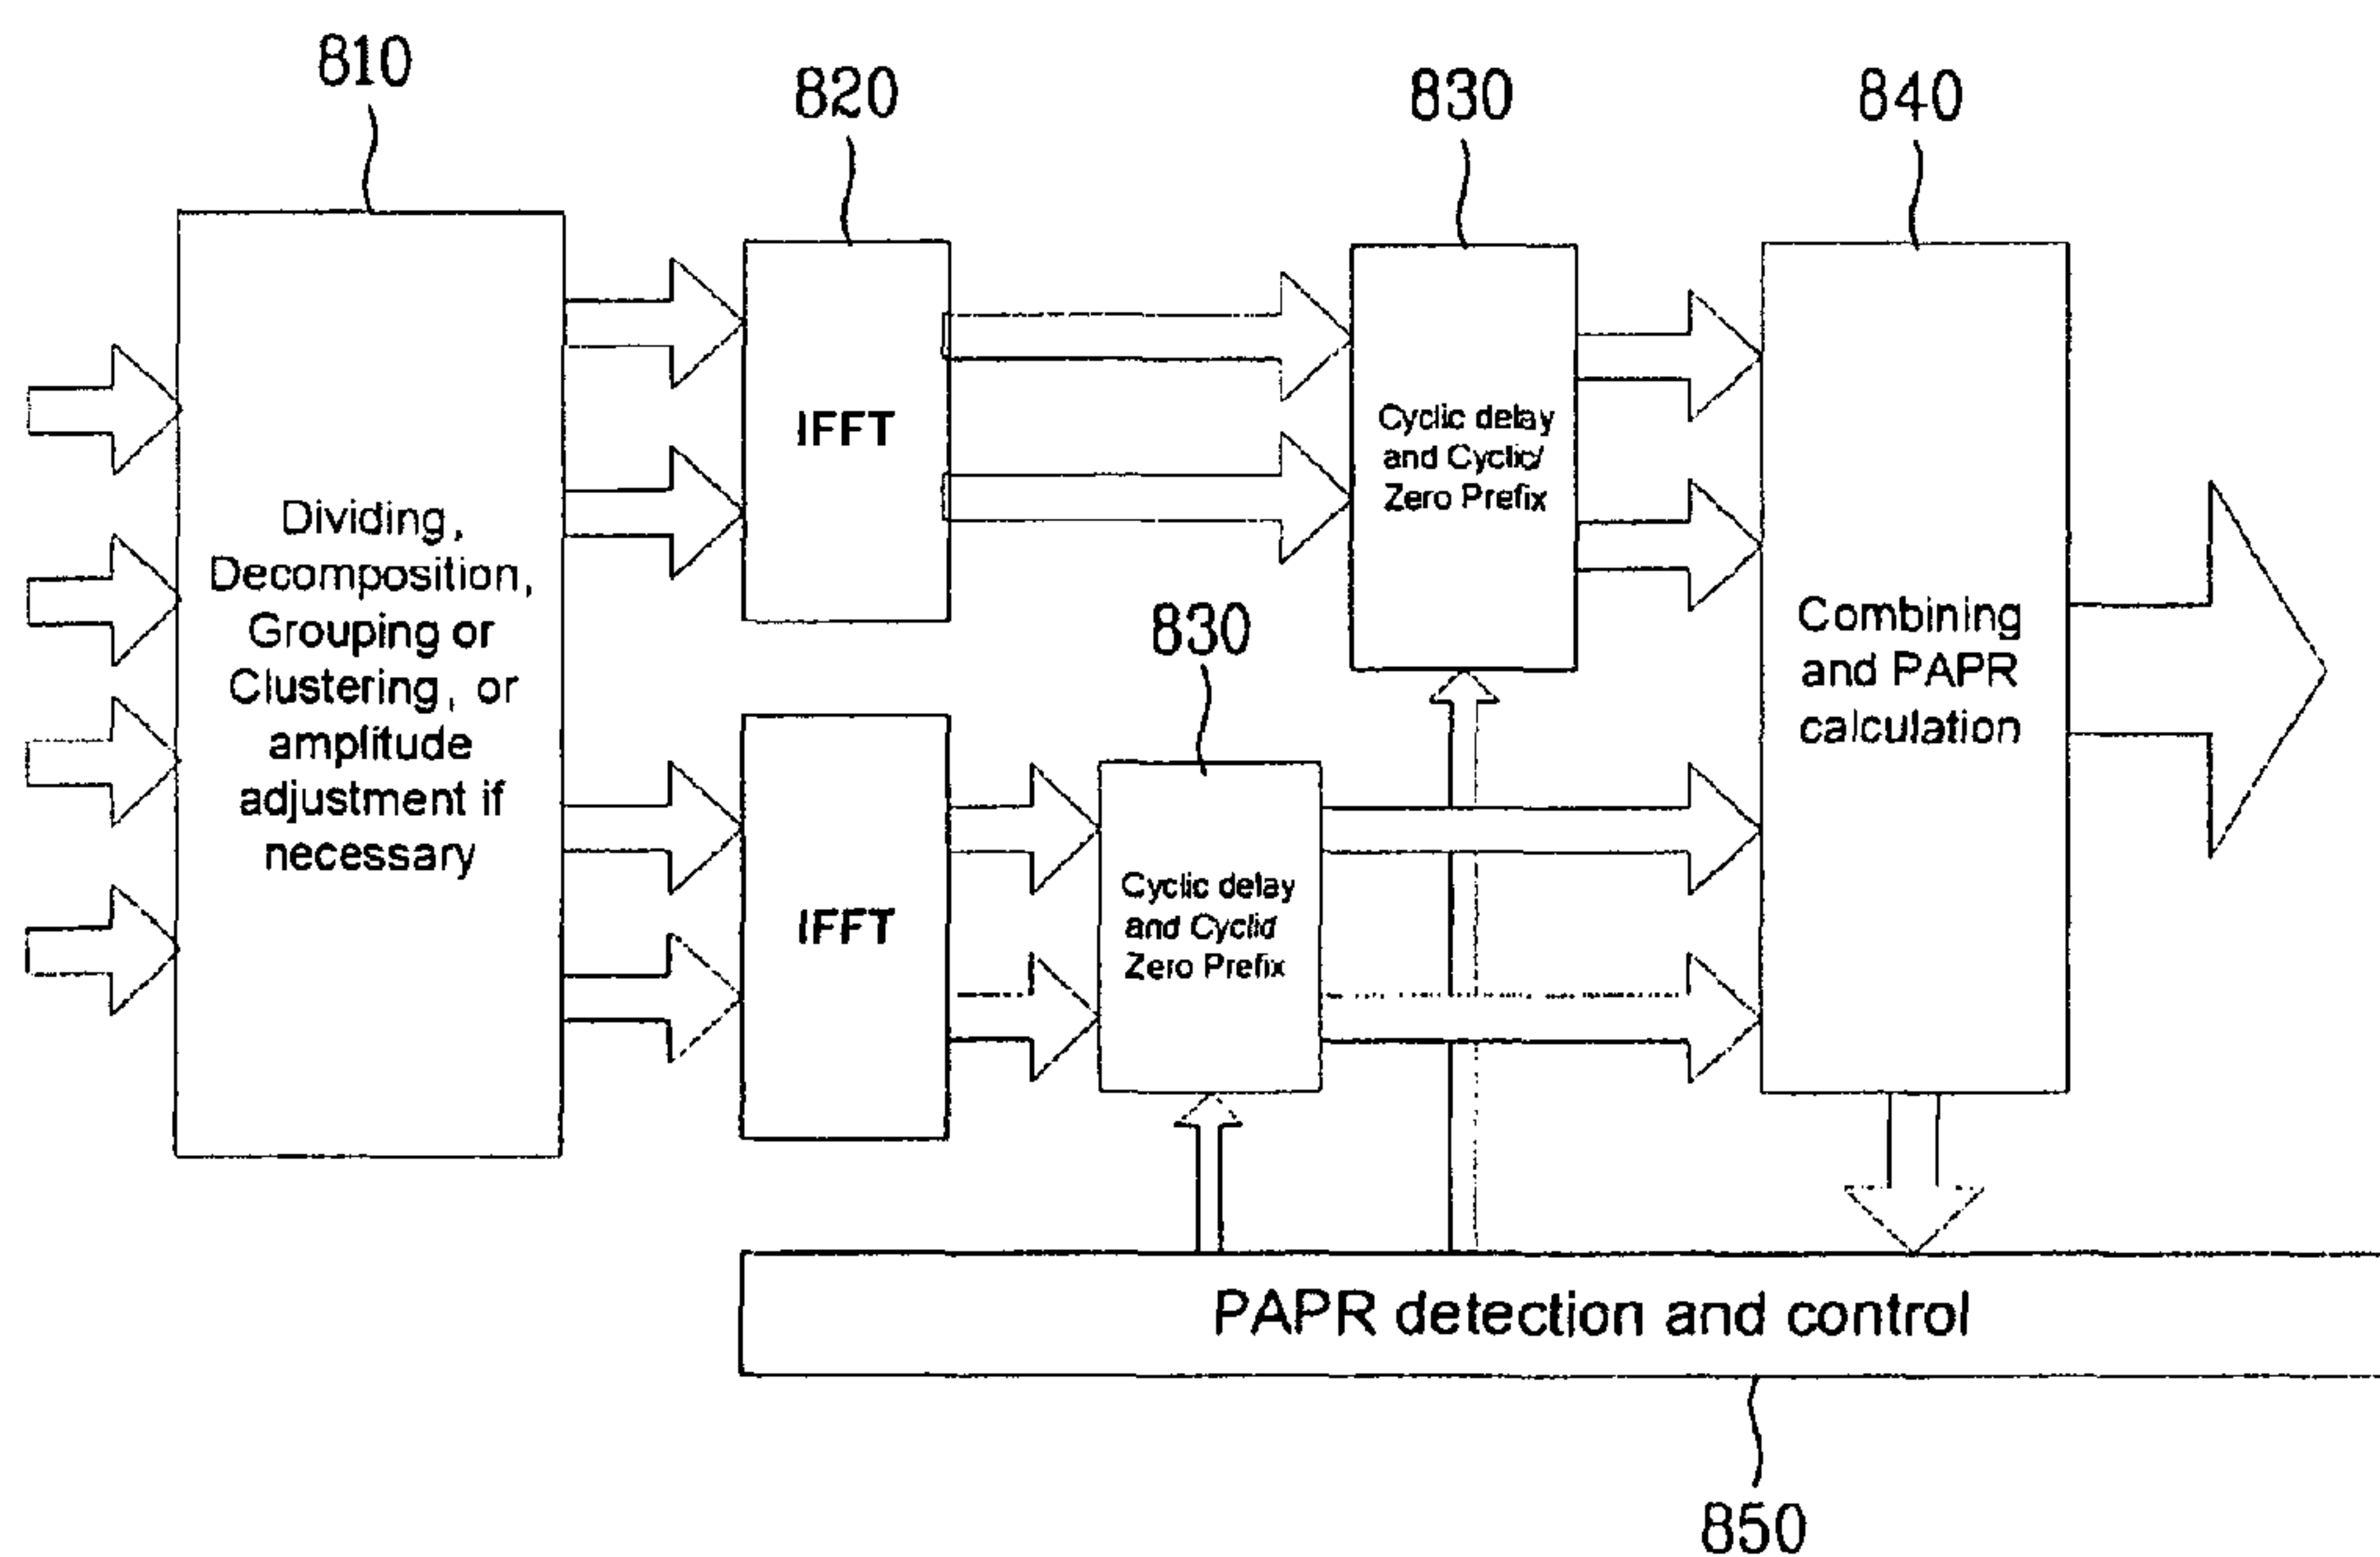 810
820
830
840
Dividing,
Decomposition,
Grouping or
Clustering, or
amplitude
adjustment if
necessary
IFFT
Cyclic delay
and Cyclic/
Zero Prefix
830
IFFT
Cyclic delay
and Cyclic/
Zero Prefix
Combining
and PAPR
calculation
PAPR detection and control
850